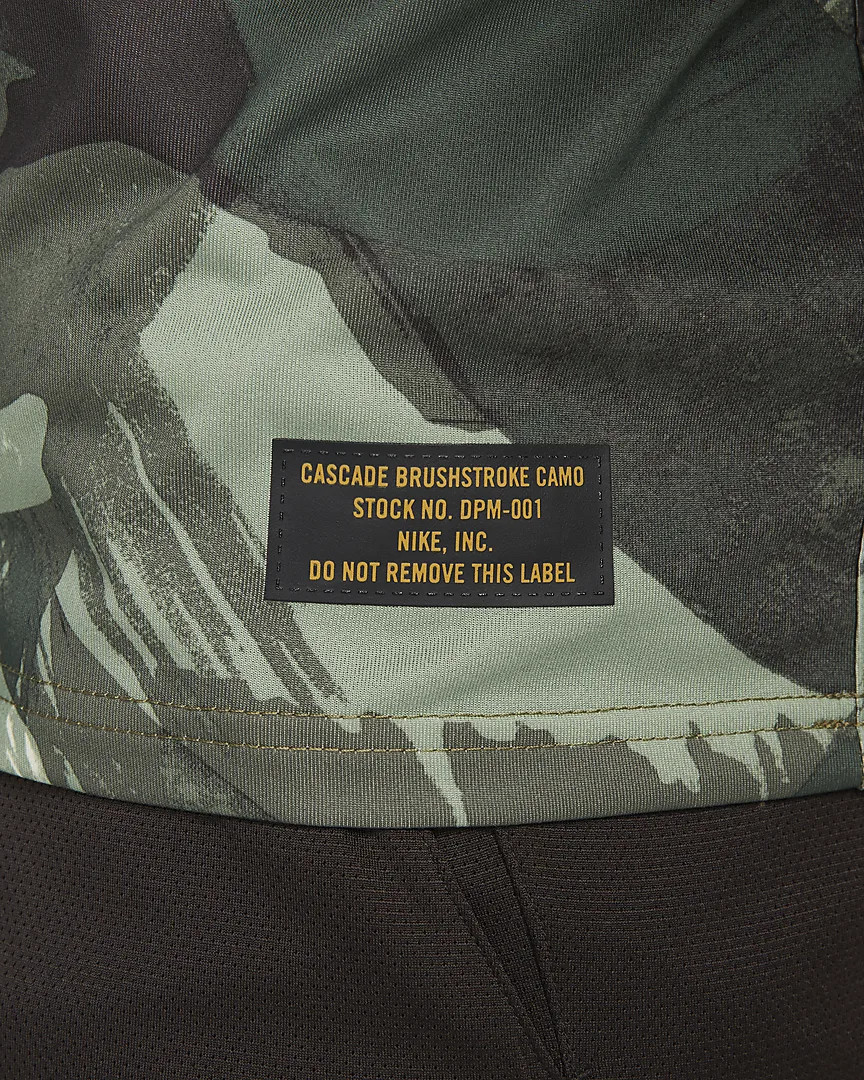 CASCADE BRUSHSTROKE CAMO
STOCK NO. DPM-001
NIKE, INC.
DO NOT REMOVE THIS LABEL